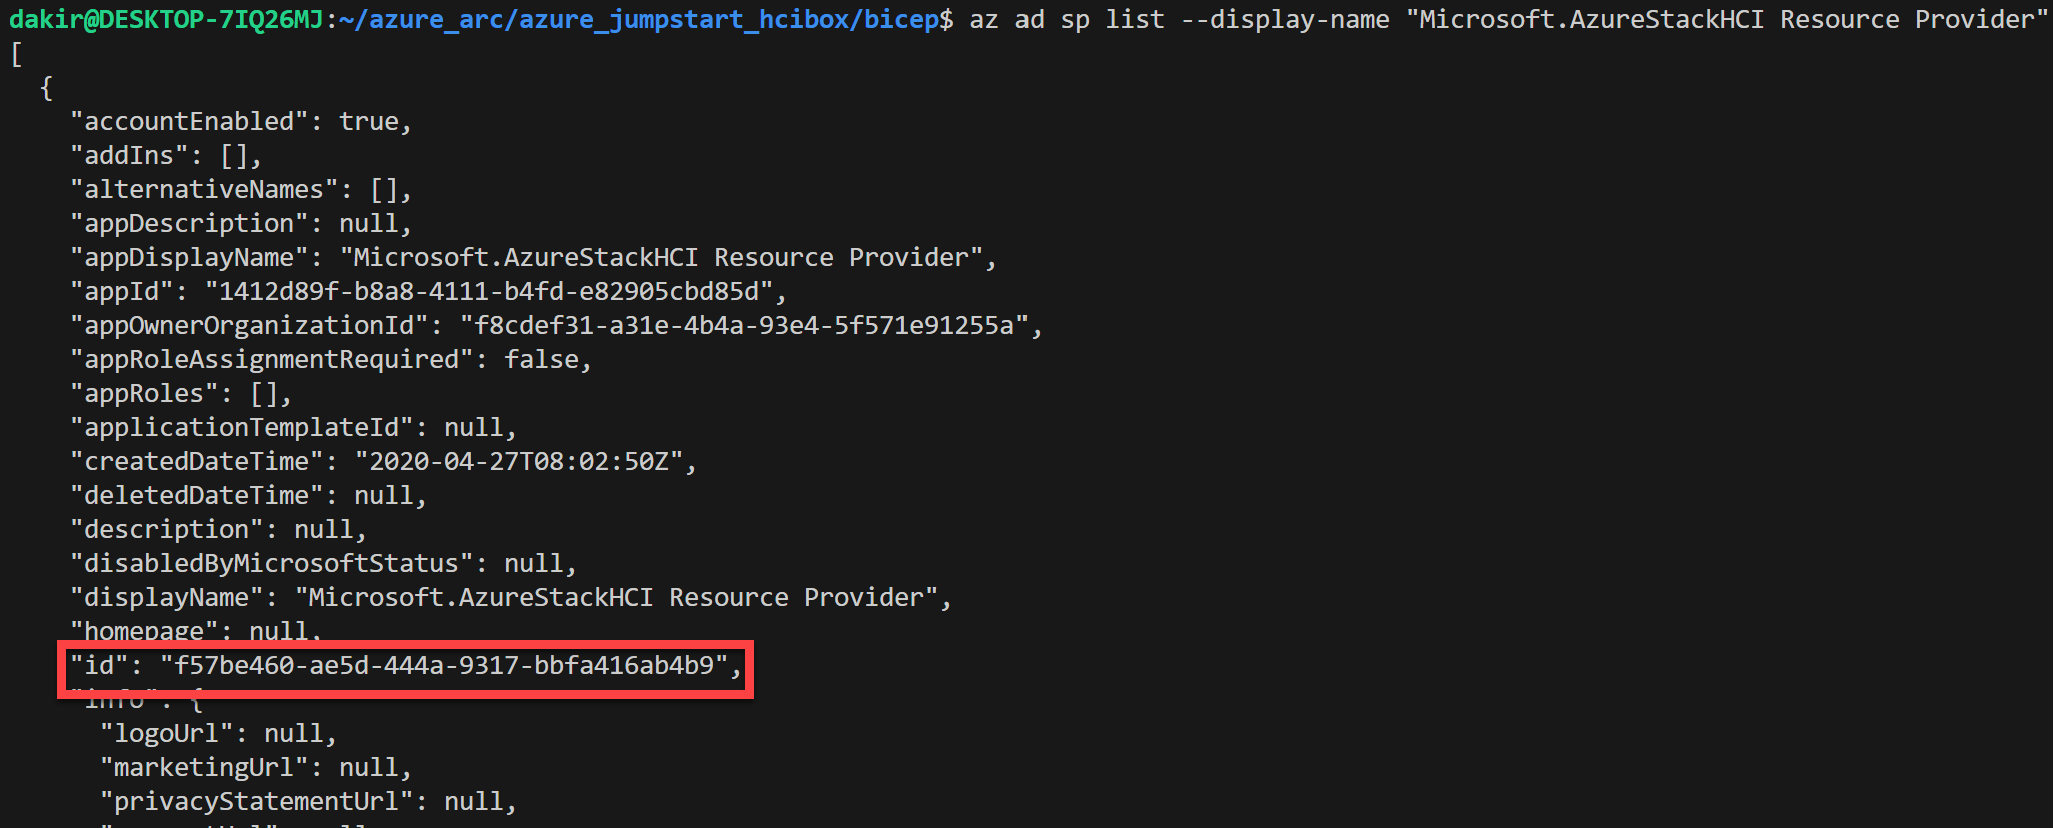 dakir@DESKTOP-7IQ26MJ:~/azure_arc/azure_jumpstart_hcibox/bicep$ az ad sp list --display-name "Microsoft.AzureStackHCI Resource Provider"
[
  {
    "accountEnabled": true,
    "addIns": [],
    "alternativeNames": [],
    "appDescription": null,
    "appDisplayName": "Microsoft.AzureStackHCI Resource Provider",
    "appId": "1412d89f-b8a8-4111-b4fd-e82905cbd85d",
    "appOwnerOrganizationId": "f8cdef31-a31e-4b4a-93e4-5f571e91255a",
    "appRoleAssignmentRequired": false,
    "appRoles": [],
    "applicationTemplateId": null,
    "createdDateTime": "2020-04-27T08:02:50Z",
    "deletedDateTime": null,
    "description": null,
    "disabledByMicrosoftStatus": null,
    "displayName": "Microsoft.AzureStackHCI Resource Provider",
    "homepage": null,
    "id": "f57be460-ae5d-444a-9317-bbfa416ab4b9",
    "info": {
      "logoUrl": null,
      "marketingUrl": null,
      "privacyStatementUrl": null,